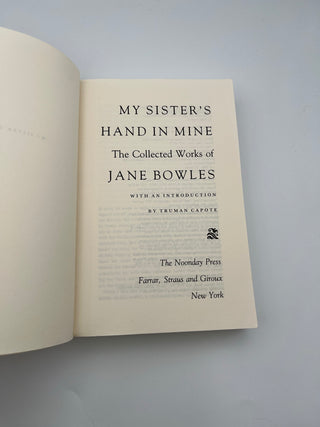 MY SISTER'S
HAND IN MINE
The Collected Works of
JANE BOWLES
WITH AN INTRODUCTION
BY TRUMAN CAPOTE
The Noonday Press
Farrar, Straus and Giroux
New York